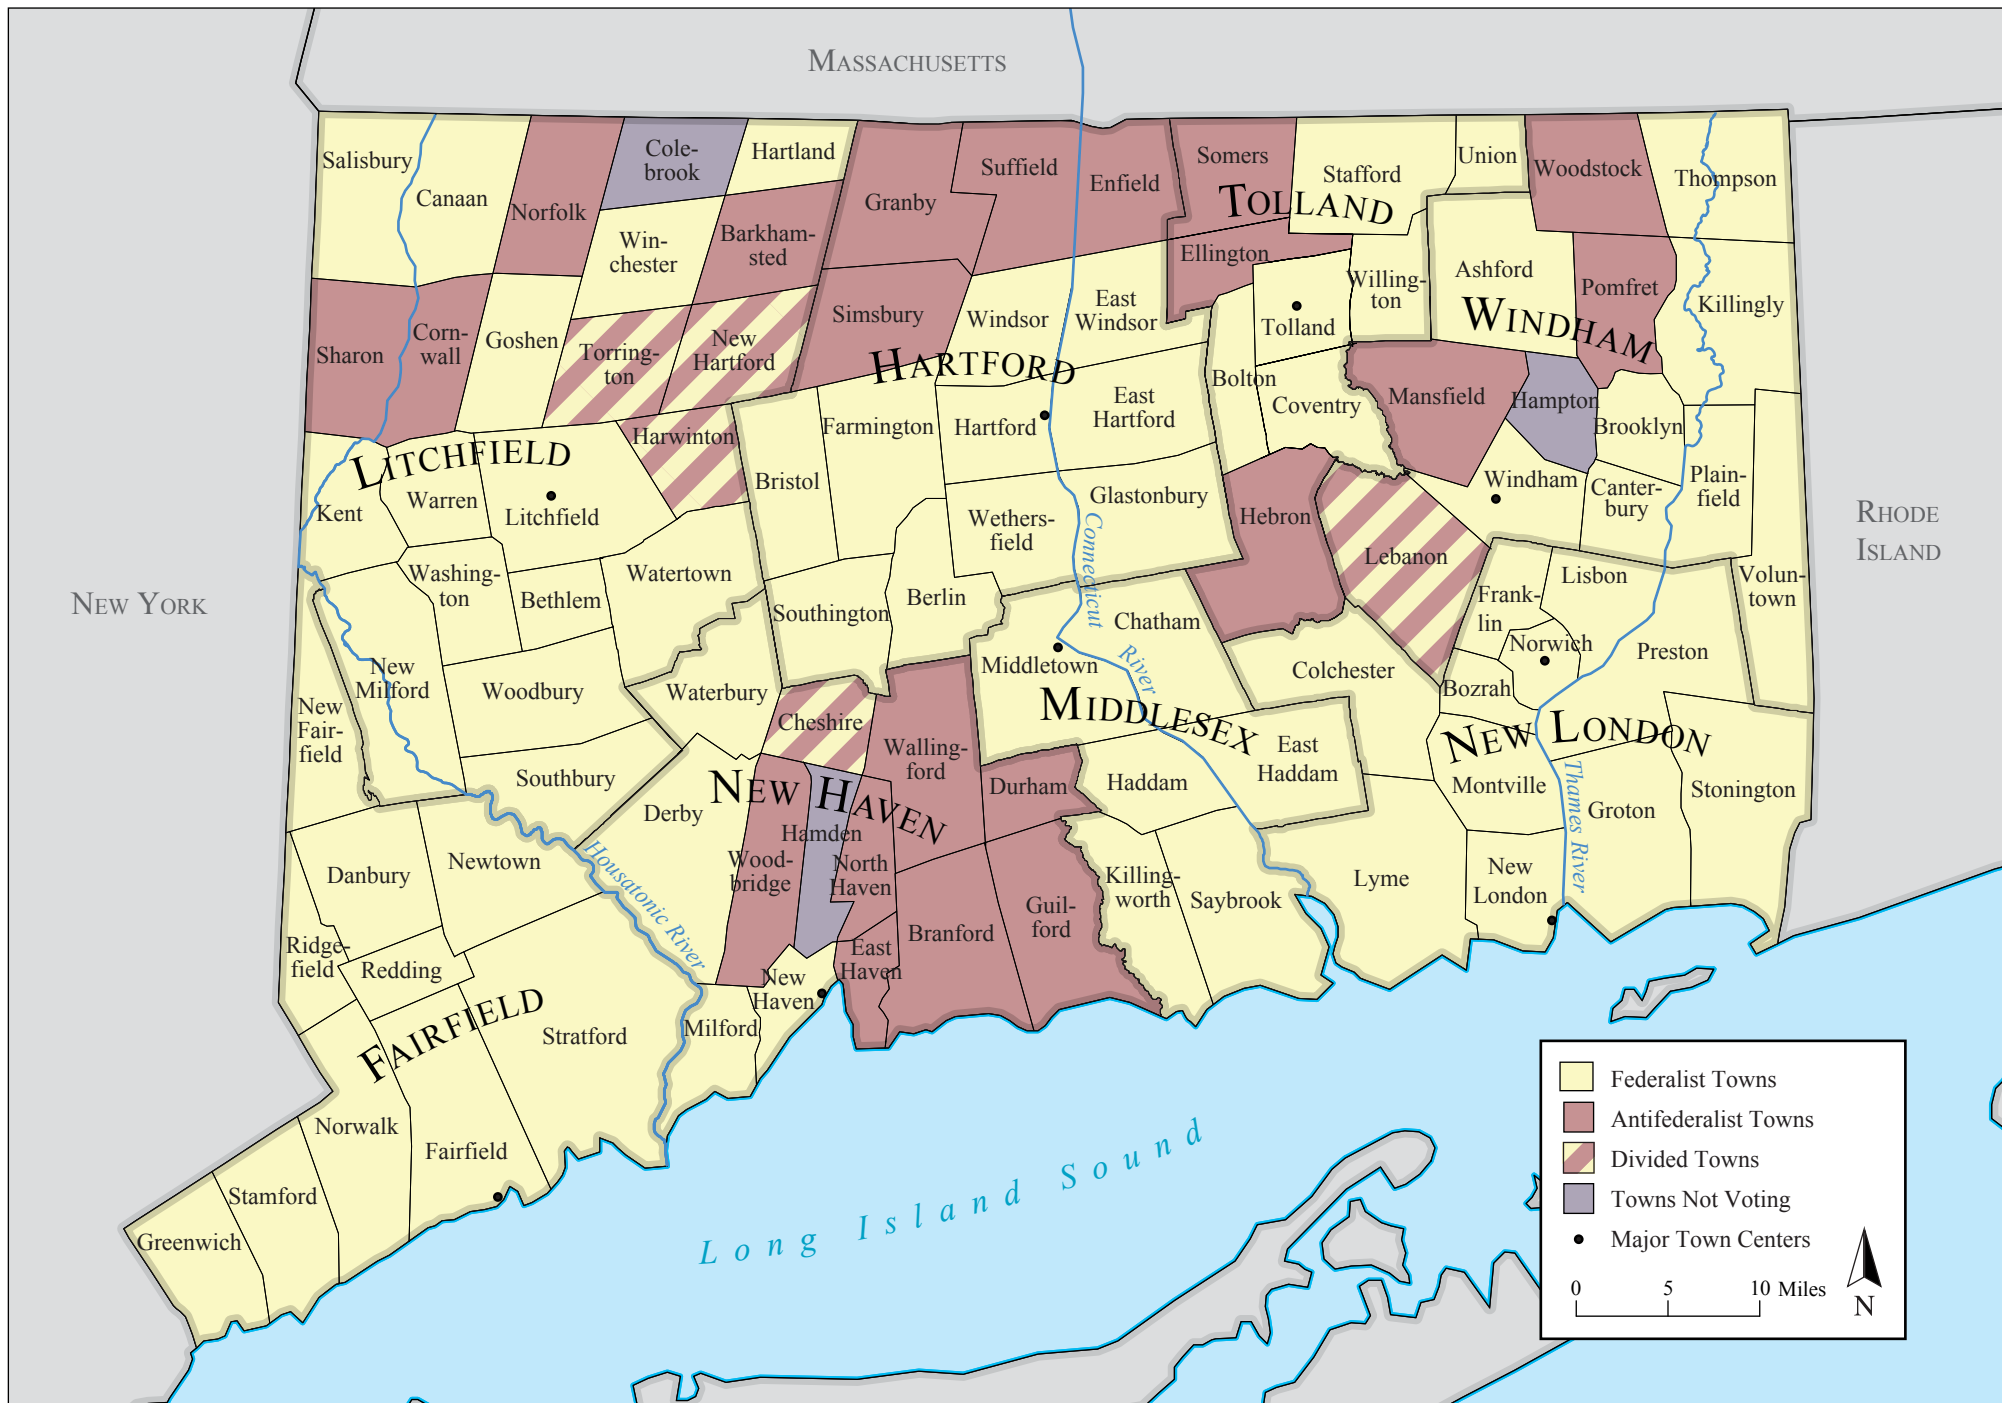 MASSACHUSETTS
NEW YORK
RHODE
ISLAND
LITCHFIELD
HARTFORD
TOLLAND
WINDHAM
MIDDLESEX
NEW LONDON
NEW HAVEN
FAIRFIELD
Salisbury
Canaan
Norfolk
Cole-
brook
Hartland
Win-
chester
Barkham-
sted
Sharon
Corn-
wall
Goshen
Torring-
ton
New
Hartford
Harwinton
Kent
Warren
Litchfield
Washing-
ton
Bethlem
Watertown
New
Milford
Woodbury
Southbury
Granby
Suffield
Enfield
Simsbury
Windsor
East
Windsor
Farmington
Hartford
East
Hartford
Bristol
Wethers-
field
Glastonbury
Southington
Berlin
Somers
Stafford
Union
Ellington
Tolland
Willing-
ton
Bolton
Coventry
Hebron
Woodstock
Thompson
Ashford
Pomfret
Killingly
Mansfield
Hampton
Brooklyn
Windham
Canter-
bury
Plain-
field
Lebanon
Volun-
town
Frank-
lin
Lisbon
Norwich
Preston
Bozrah
Colchester
Montville
Groton
Stonington
Lyme
New
London
Chatham
Middletown
East
Haddam
Haddam
Durham
Killing-
worth
Saybrook
Waterbury
Cheshire
Walling-
ford
Derby
Wood-
bridge
Hamden
North
Haven
Branford
Guil-
ford
East
Haven
New
Haven
Milford
New
Fair-
field
Danbury
Newtown
Ridge-
field
Redding
Stratford
Norwalk
Fairfield
Stamford
Greenwich
Connecticut
River
Housatonic River
Thames River
Long Island Sound
Federalist Towns
Antifederalist Towns
Divided Towns
Towns Not Voting
Major Town Centers
0 5 10 Miles
N